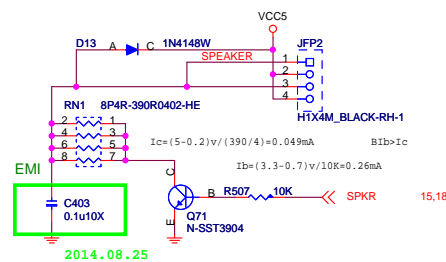 VCC5
D13 A C 1N4148W JFP2
SPEAKER 1
2
3
4
RN1 8P4R-390R0402-HE H1X4M_BLACK-RH-1
2 1
4 3
6 5
8 7
Ic=(5-0.2)v/(390/4)=0.049mA BIb>Ic
Ib=(3.3-0.7)v/10K=0.26mA
EMI
C
B R507 10K SPKR 15,18
E
C403
0.1u10X
Q71
N-SST3904
2014.08.25